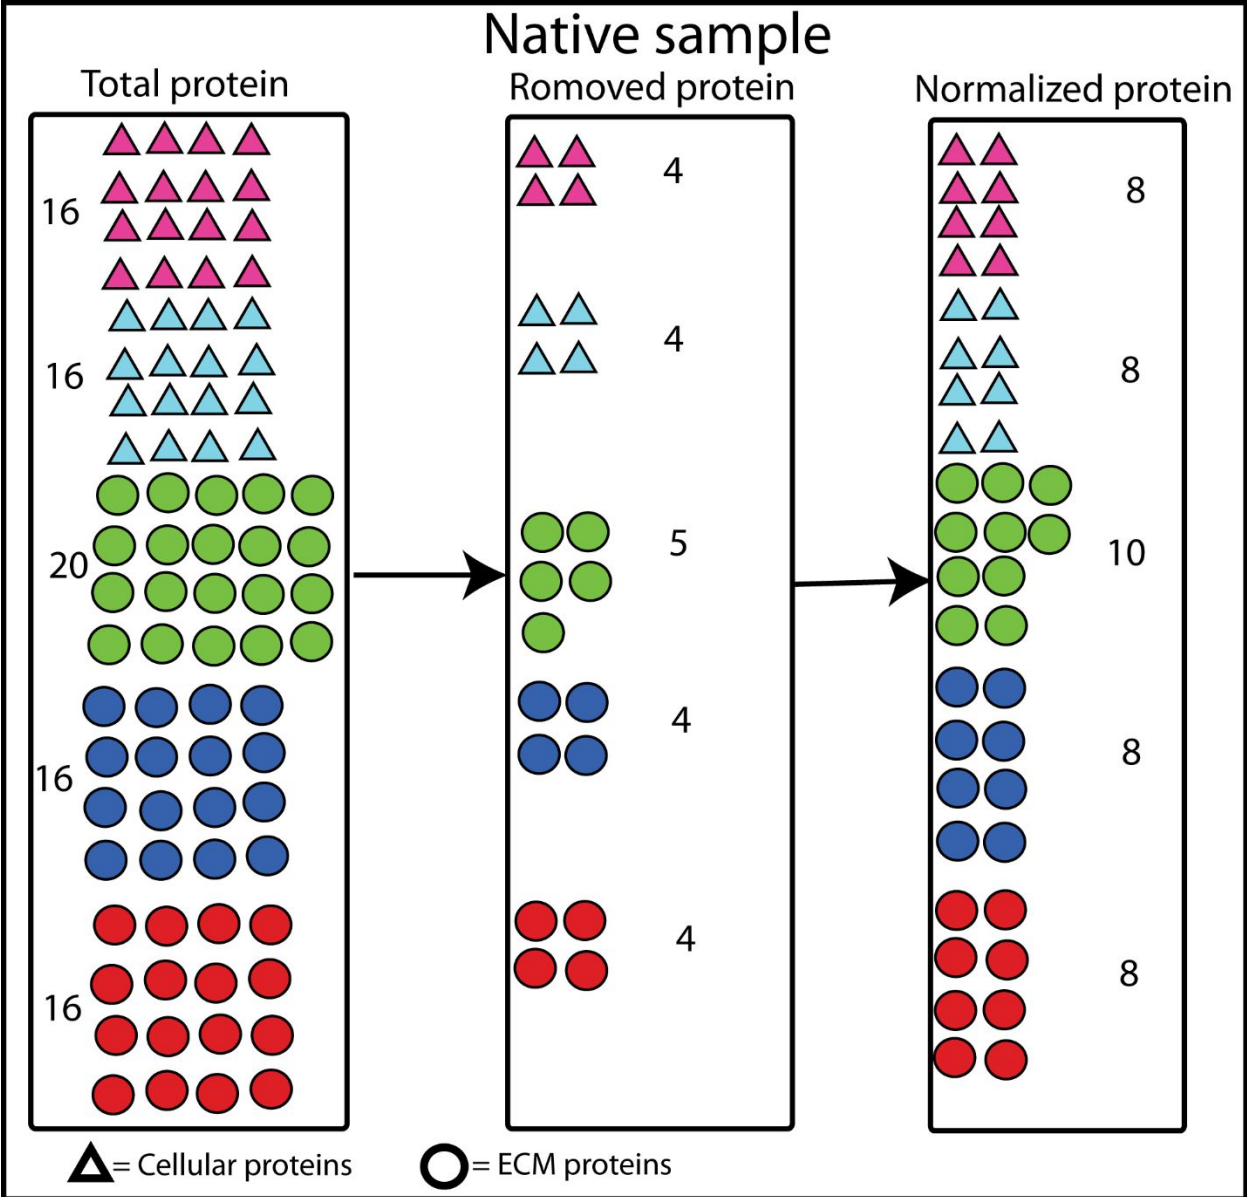 Native sample
Total protein
Romoved protein
Normalized protein
16
16
20
16
16
4
4
5
4
4
8
8
10
8
8
= Cellular proteins
= ECM proteins